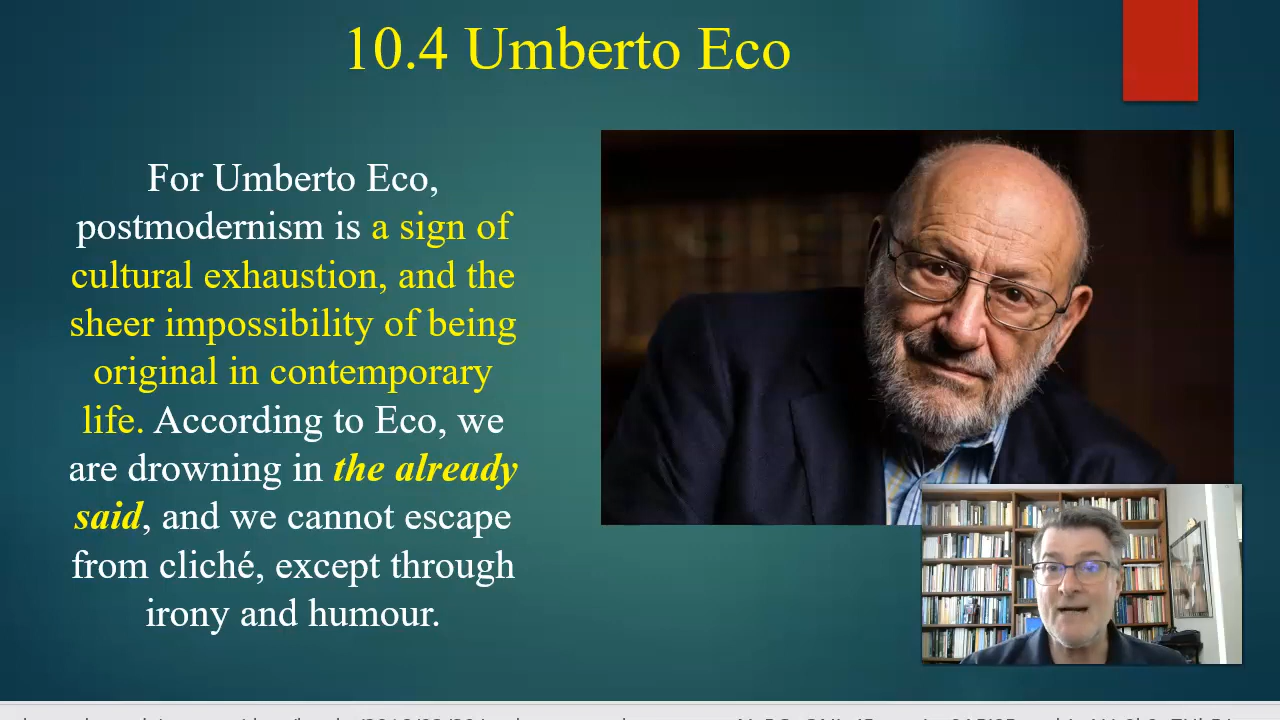 10.4 Umberto Eco
For Umberto Eco,
postmodernism is a sign of
cultural exhaustion, and the
sheer impossibility of being
original in contemporary
life. According to Eco, we
are drowning in the already
said, and we cannot escape
from cliché, except through
irony and humour.